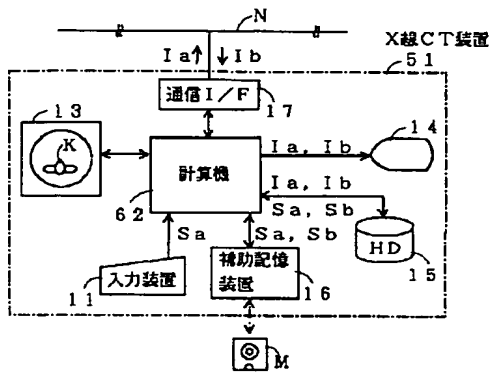 N
X線CT装置
Ia Ib
51
通信I/F
17
13
K
14
Ia, Ib
計算機
62
Ia, Ib
Sa, Sb
Sa
Sa, Sb
HD
15
11
入力装置
補助記憶
装置
16
M